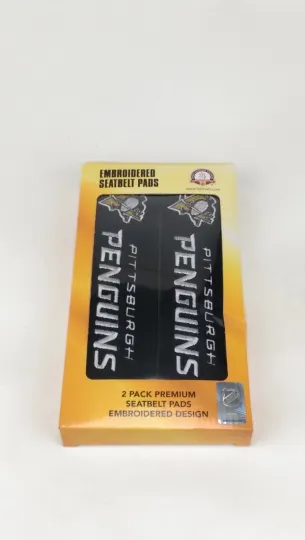 EMBROIDERED
SEATBELT PADS
PITTSBURGH
PENGUINS
PITTSBURGH
PENGUINS
2 PACK PREMIUM
SEATBELT PADS
EMBROIDERED DESIGN